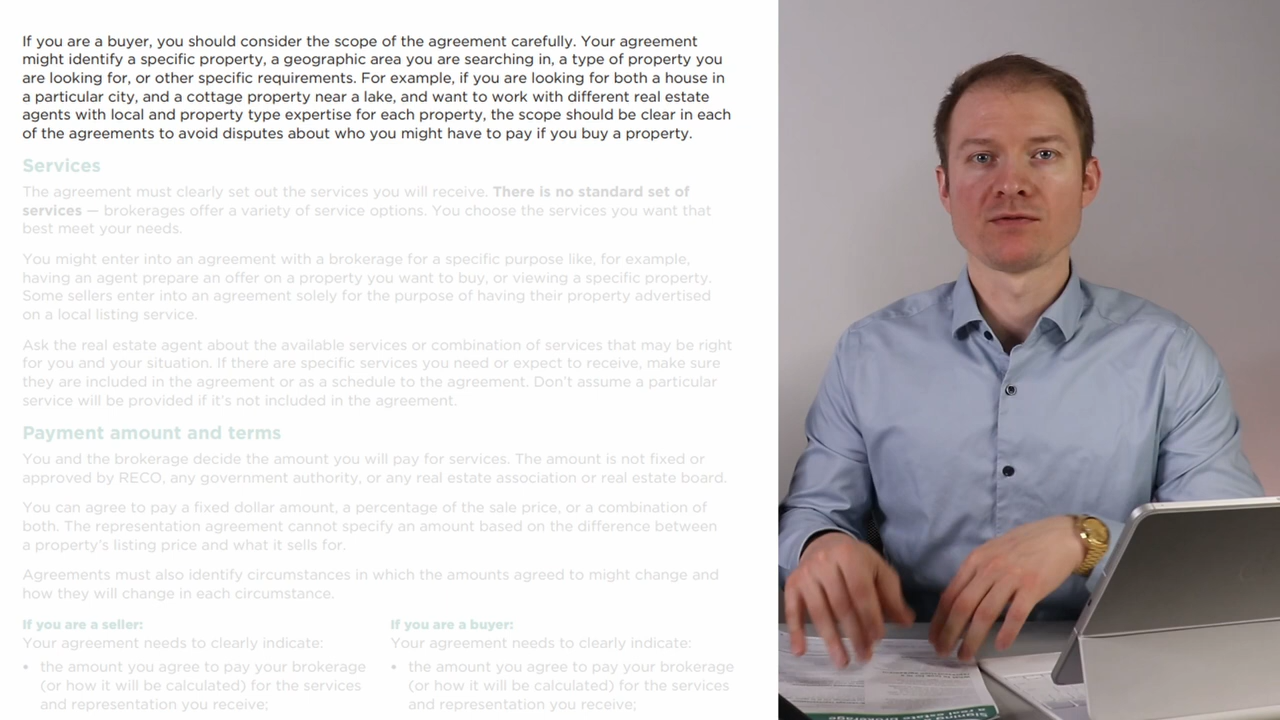 If you are a buyer, you should consider the scope of the agreement carefully. Your agreement
might identify a specific property, a geographic area you are searching in, a type of property you
are looking for, or other specific requirements. For example, if you are looking for both a house in
a particular city, and a cottage property near a lake, and want to work with different real estate
agents with local and property type expertise for each property, the scope should be clear in each
of the agreements to avoid disputes about who you might have to pay if you buy a property.
Services
The agreement must clearly set out the services you will receive. There is no standard set of
services — brokerages offer a variety of service options. You choose the services you want that
best meet your needs.
You might enter into an agreement with a brokerage for a specific purpose like, for example,
having an agent prepare an offer on a property you want to buy, or viewing a specific property.
Some sellers enter into an agreement solely for the purpose of having their property advertised
on a local listing service.
Ask the real estate agent about the available services or combination of services that may be right
for you and your situation. If there are specific services you need or expect to receive, make sure
they are included in the agreement or as a schedule to the agreement. Don't assume a particular
service will be provided if it's not included in the agreement.
Payment amount and terms
You and the brokerage decide the amount you will pay for services. The amount is not fixed or
approved by RECO, any government authority, or any real estate association or real estate board.
You can agree to pay a fixed dollar amount, a percentage of the sale price, or a combination of
both. The representation agreement cannot specify an amount based on the difference between
a property's listing price and what it sells for.
Agreements must also identify circumstances in which the amounts agreed to might change and
how they will change in each circumstance.
If you are a seller:
Your agreement needs to clearly indicate:
• the amount you agree to pay your brokerage
(or how it will be calculated) for the services
and representation you receive;
If you are a buyer:
Your agreement needs to clearly indicate:
• the amount you agree to pay your brokerage
(or how it will be calculated) for the services
and representation you receive;